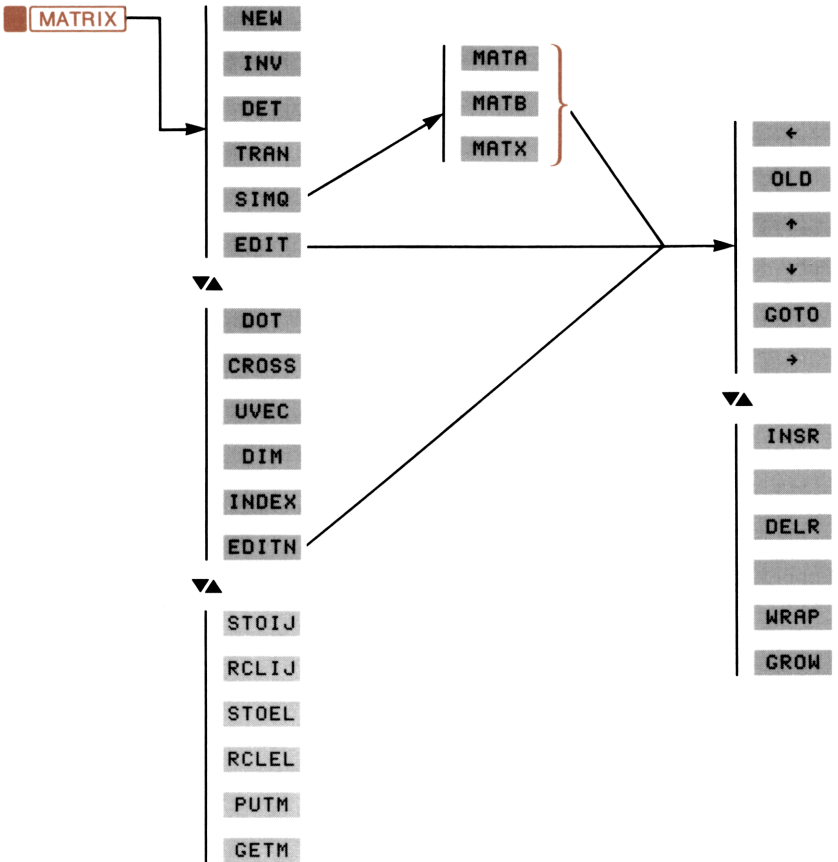 MATRIX
NEW
INV
DET
TRAN
SIMQ
EDIT
DOT
CROSS
UVEC
DIM
INDEX
EDITN
STOIJ
RCLIJ
STOEL
RCLEL
PUTM
GETM
MATA
MATB
MATX
←
OLD
↑
↓
GOTO
→
INSR
DELR
WRAP
GROW